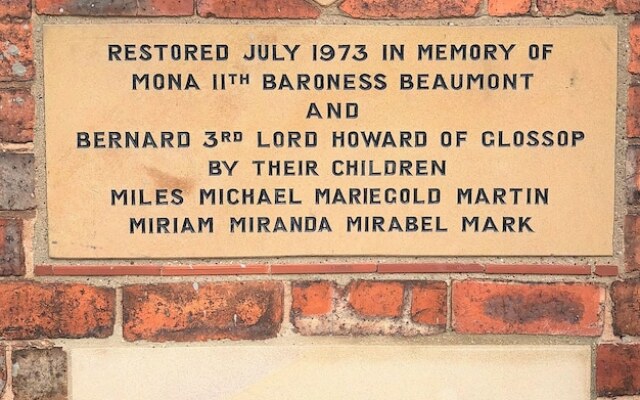 RESTORED JULY 1973 IN MEMORY OF
MONA 11TH BARONESS BEAUMONT
AND
BERNARD 3RD LORD HOWARD OF GLOSSOP
BY THEIR CHILDREN
MILES MICHAEL MARIEGOLD MARTIN
MIRIAM MIRANDA MIRABEL MARK